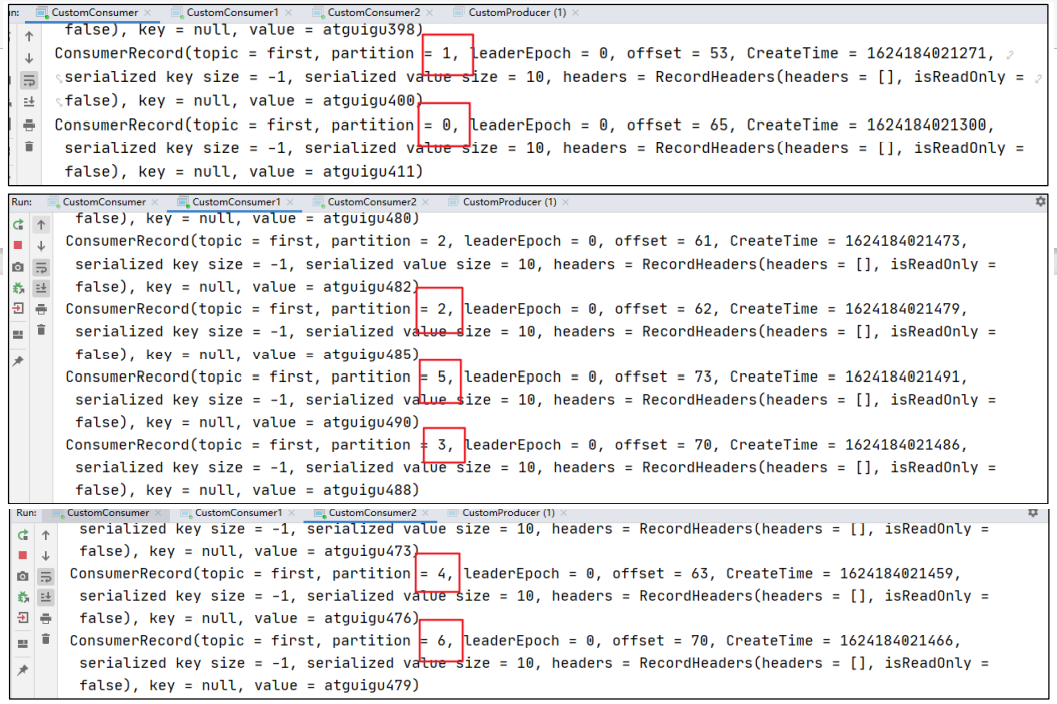 un: CustomConsumer × CustomConsumer1 × CustomConsumer2 × CustomProducer (1) ×
false), key = null, value = atguigu398)
ConsumerRecord(topic = first, partition = 1, leaderEpoch = 0, offset = 53, CreateTime = 1624184021271,
serialized key size = -1, serialized value size = 10, headers = RecordHeaders(headers = [], isReadOnly =
false), key = null, value = atguigu400)
ConsumerRecord(topic = first, partition = 0, leaderEpoch = 0, offset = 65, CreateTime = 1624184021300,
serialized key size = -1, serialized value size = 10, headers = RecordHeaders(headers = [], isReadOnly =
false), key = null, value = atguigu411)
Run: CustomConsumer × CustomConsumer1 × CustomConsumer2 × CustomProducer (1) ×
false), key = null, value = atguigu480)
ConsumerRecord(topic = first, partition = 2, leaderEpoch = 0, offset = 61, CreateTime = 1624184021473,
serialized key size = -1, serialized value size = 10, headers = RecordHeaders(headers = [], isReadOnly =
false), key = null, value = atguigu482)
ConsumerRecord(topic = first, partition = 2, leaderEpoch = 0, offset = 62, CreateTime = 1624184021479,
serialized key size = -1, serialized value size = 10, headers = RecordHeaders(headers = [], isReadOnly =
false), key = null, value = atguigu485)
ConsumerRecord(topic = first, partition = 5, leaderEpoch = 0, offset = 73, CreateTime = 1624184021491,
serialized key size = -1, serialized value size = 10, headers = RecordHeaders(headers = [], isReadOnly =
false), key = null, value = atguigu490)
ConsumerRecord(topic = first, partition = 3, leaderEpoch = 0, offset = 70, CreateTime = 1624184021486,
serialized key size = -1, serialized value size = 10, headers = RecordHeaders(headers = [], isReadOnly =
false), key = null, value = atguigu488)
Run: CustomConsumer × CustomConsumer1 × CustomConsumer2 × CustomProducer (1) ×
serialized key size = -1, serialized value size = 10, headers = RecordHeaders(headers = [], isReadOnly =
false), key = null, value = atguigu473)
ConsumerRecord(topic = first, partition = 4, leaderEpoch = 0, offset = 63, CreateTime = 1624184021459,
serialized key size = -1, serialized value size = 10, headers = RecordHeaders(headers = [], isReadOnly =
false), key = null, value = atguigu476)
ConsumerRecord(topic = first, partition = 6, leaderEpoch = 0, offset = 70, CreateTime = 1624184021466,
serialized key size = -1, serialized value size = 10, headers = RecordHeaders(headers = [], isReadOnly =
false), key = null, value = atguigu479)